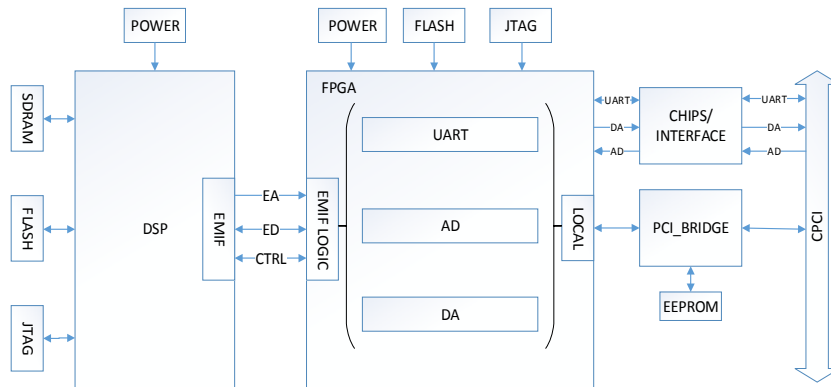 POWER
POWER
FLASH
JTAG
SDRAM
FLASH
JTAG
DSP
EMIF
EA
ED
CTRL
FPGA
EMIF LOGIC
UART
AD
DA
LOCAL
UART
DA
AD
CHIPS/
INTERFACE
UART
DA
AD
PCI_BRIDGE
EEPROM
CPCI